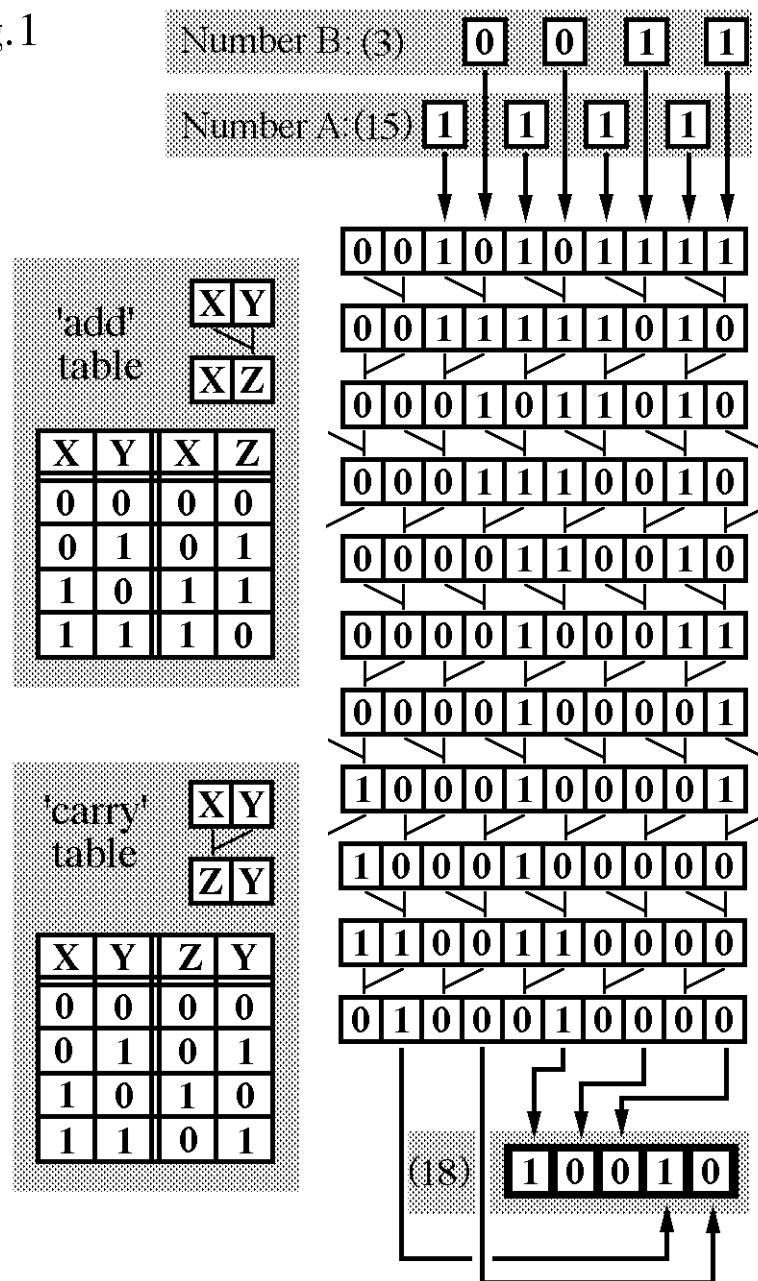 g.1
Number B: (3) 0 0 1 1
Number A:(15) 1 1 1 1
0 0 1 0 1 0 1 1 1 1
0 0 1 1 1 1 1 0 1 0
0 0 0 1 0 1 1 0 1 0
0 0 0 1 1 1 0 0 1 0
0 0 0 0 1 1 0 0 1 0
0 0 0 0 1 0 0 0 1 1
0 0 0 0 1 0 0 0 0 1
1 0 0 0 1 0 0 0 0 1
1 0 0 0 1 0 0 0 0 0
1 1 0 0 1 1 0 0 0 0
0 1 0 0 0 1 0 0 0 0
(18) 1 0 0 1 0
'add'
table
X Y
X Z
X Y X Z
0 0 0 0
0 1 0 1
1 0 1 1
1 1 1 0
'carry'
table
X Y
Z Y
X Y Z Y
0 0 0 0
0 1 0 1
1 0 1 0
1 1 0 1